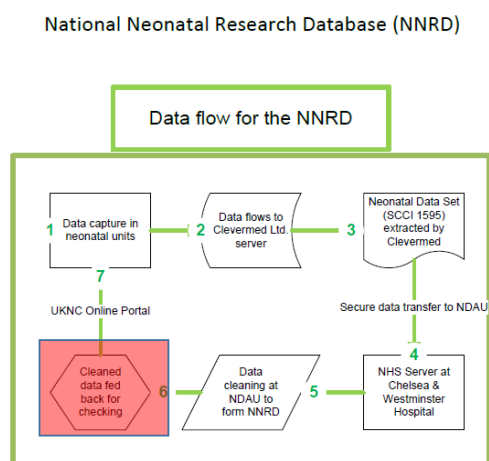 National Neonatal Research Database (NNRD)
Data flow for the NNRD
1
Data capture in
neonatal units
2
Data flows to
Clevermed Ltd.
server
3
Neonatal Data Set
(SCCI 1595)
extracted by
Clevermed
7
UKNC Online Portal
Secure data transfer to NDAU
4
Cleaned
data fed
back for
checking
6
Data
cleaning at
NDAU to
form NNRD
5
NHS Server at
Chelsea &
Westminster
Hospital